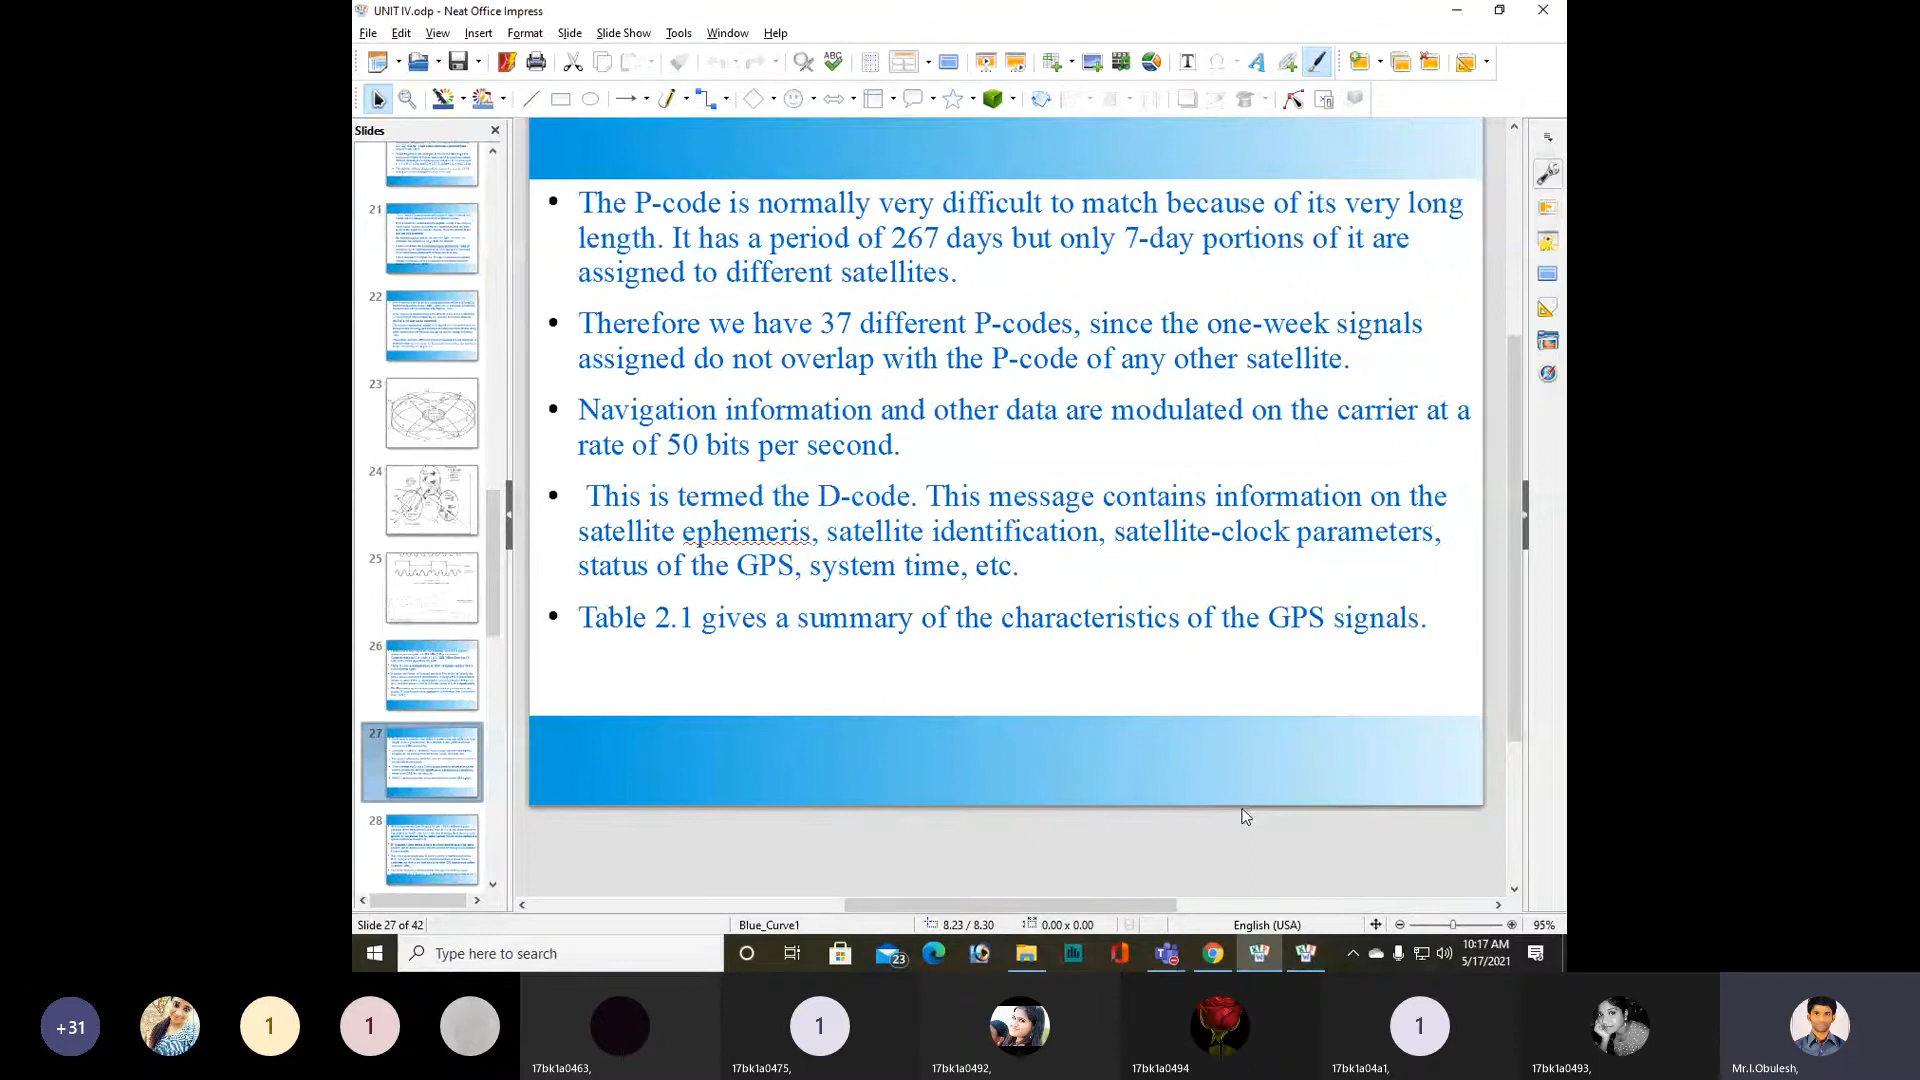 UNIT IV.odp - Neat Office Impress
File Edit View Insert Format Slide Slide Show Tools Window Help
Slides
• The P-code is normally very difficult to match because of its very long
length. It has a period of 267 days but only 7-day portions of it are
assigned to different satellites.
• Therefore we have 37 different P-codes, since the one-week signals
assigned do not overlap with the P-code of any other satellite.
• Navigation information and other data are modulated on the carrier at a
rate of 50 bits per second.
• This is termed the D-code. This message contains information on the
satellite ephemeris, satellite identification, satellite-clock parameters,
status of the GPS, system time, etc.
• Table 2.1 gives a summary of the characteristics of the GPS signals.
21
22
23
24
25
26
27
28
Slide 27 of 42
Blue_Curve1
8.23 / 8.30
0.00 x 0.00
English (USA)
95%
Type here to search
23
10:17 AM
5/17/2021
+31
1
1
1
1
17bk1a0463,
17bk1a0475,
17bk1a0492,
17bk1a0494
17bk1a04a1,
17bk1a0493,
Mr.I.Obulesh,